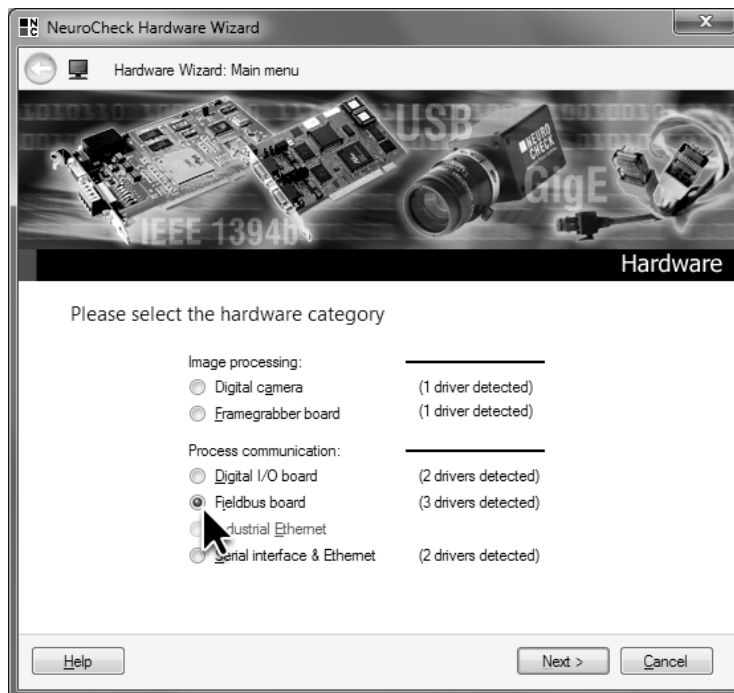 NeuroCheck Hardware Wizard
Hardware Wizard: Main menu
USB
NEURO
CHECK
GigE
IEEE 1394b
Hardware
Please select the hardware category
Image processing:
Digital camera (1 driver detected)
Framegrabber board (1 driver detected)
Process communication:
Digital I/O board (2 drivers detected)
Fieldbus board (3 drivers detected)
Ethernet
Serial interface & Ethernet (2 drivers detected)
Help
Next >
Cancel